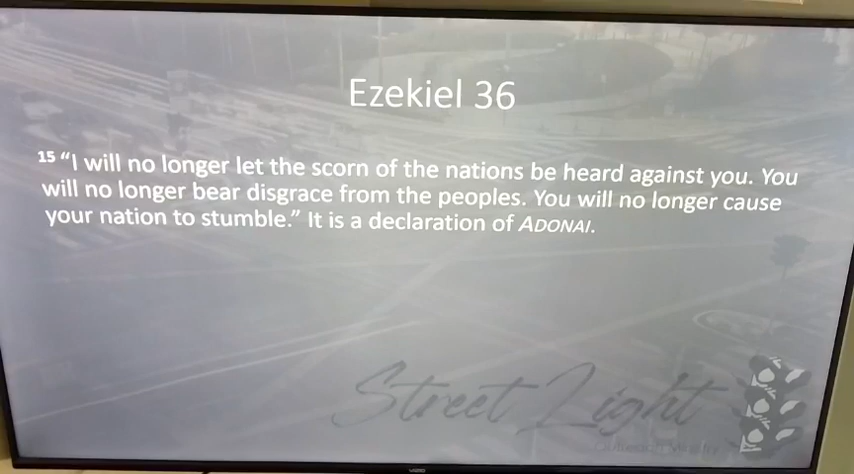 Ezekiel 36
15 “I will no longer let the scorn of the nations be heard against you. You
will no longer bear disgrace from the peoples. You will no longer cause
your nation to stumble.” It is a declaration of ADONAI.
Street Light
VIZIO